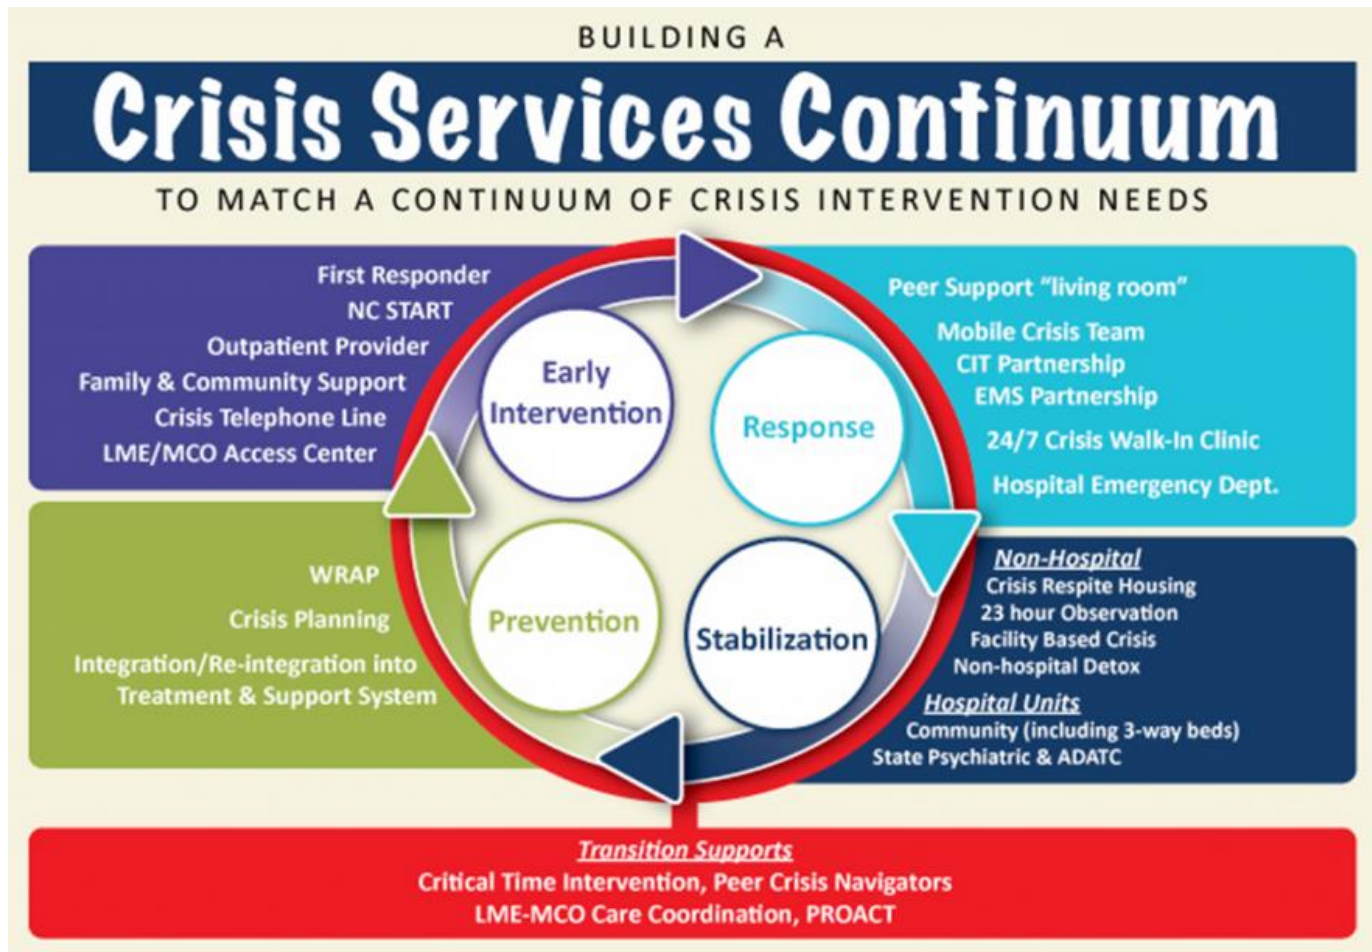 BUILDING A
Crisis Services Continuum
TO MATCH A CONTINUUM OF CRISIS INTERVENTION NEEDS
First Responder
NC START
Outpatient Provider
Family & Community Support
Crisis Telephone Line
LME/MCO Access Center
Early
Intervention
Response
Peer Support “living room”
Mobile Crisis Team
CIT Partnership
EMS Partnership
24/7 Crisis Walk-In Clinic
Hospital Emergency Dept.
WRAP
Crisis Planning
Integration/Re-integration into
Treatment & Support System
Prevention
Stabilization
Non-Hospital
Crisis Respite Housing
23 hour Observation
Facility Based Crisis
Non-hospital Detox
Hospital Units
Community (including 3-way beds)
State Psychiatric & ADATC
Transition Supports
Critical Time Intervention, Peer Crisis Navigators
LME-MCO Care Coordination, PROACT